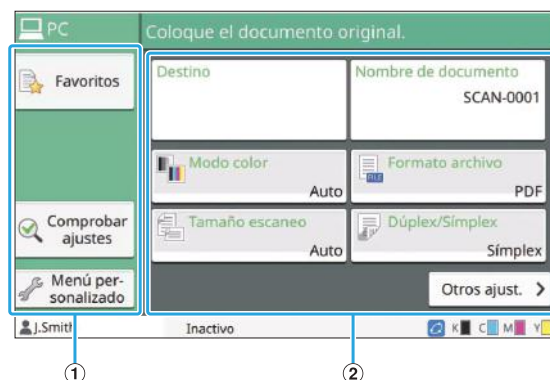 PC
Coloque el documento original.
Favoritos
Comprobar
ajustes
Menú per-
sonalizado
Destino
Nombre de documento
SCAN-0001
Modo color
Auto
Formato archivo
PDF
Tamaño escaneo
Auto
Dúplex/Símplex
Símplex
Otros ajust.
J.Smith
Inactivo
K C M Y
1
2